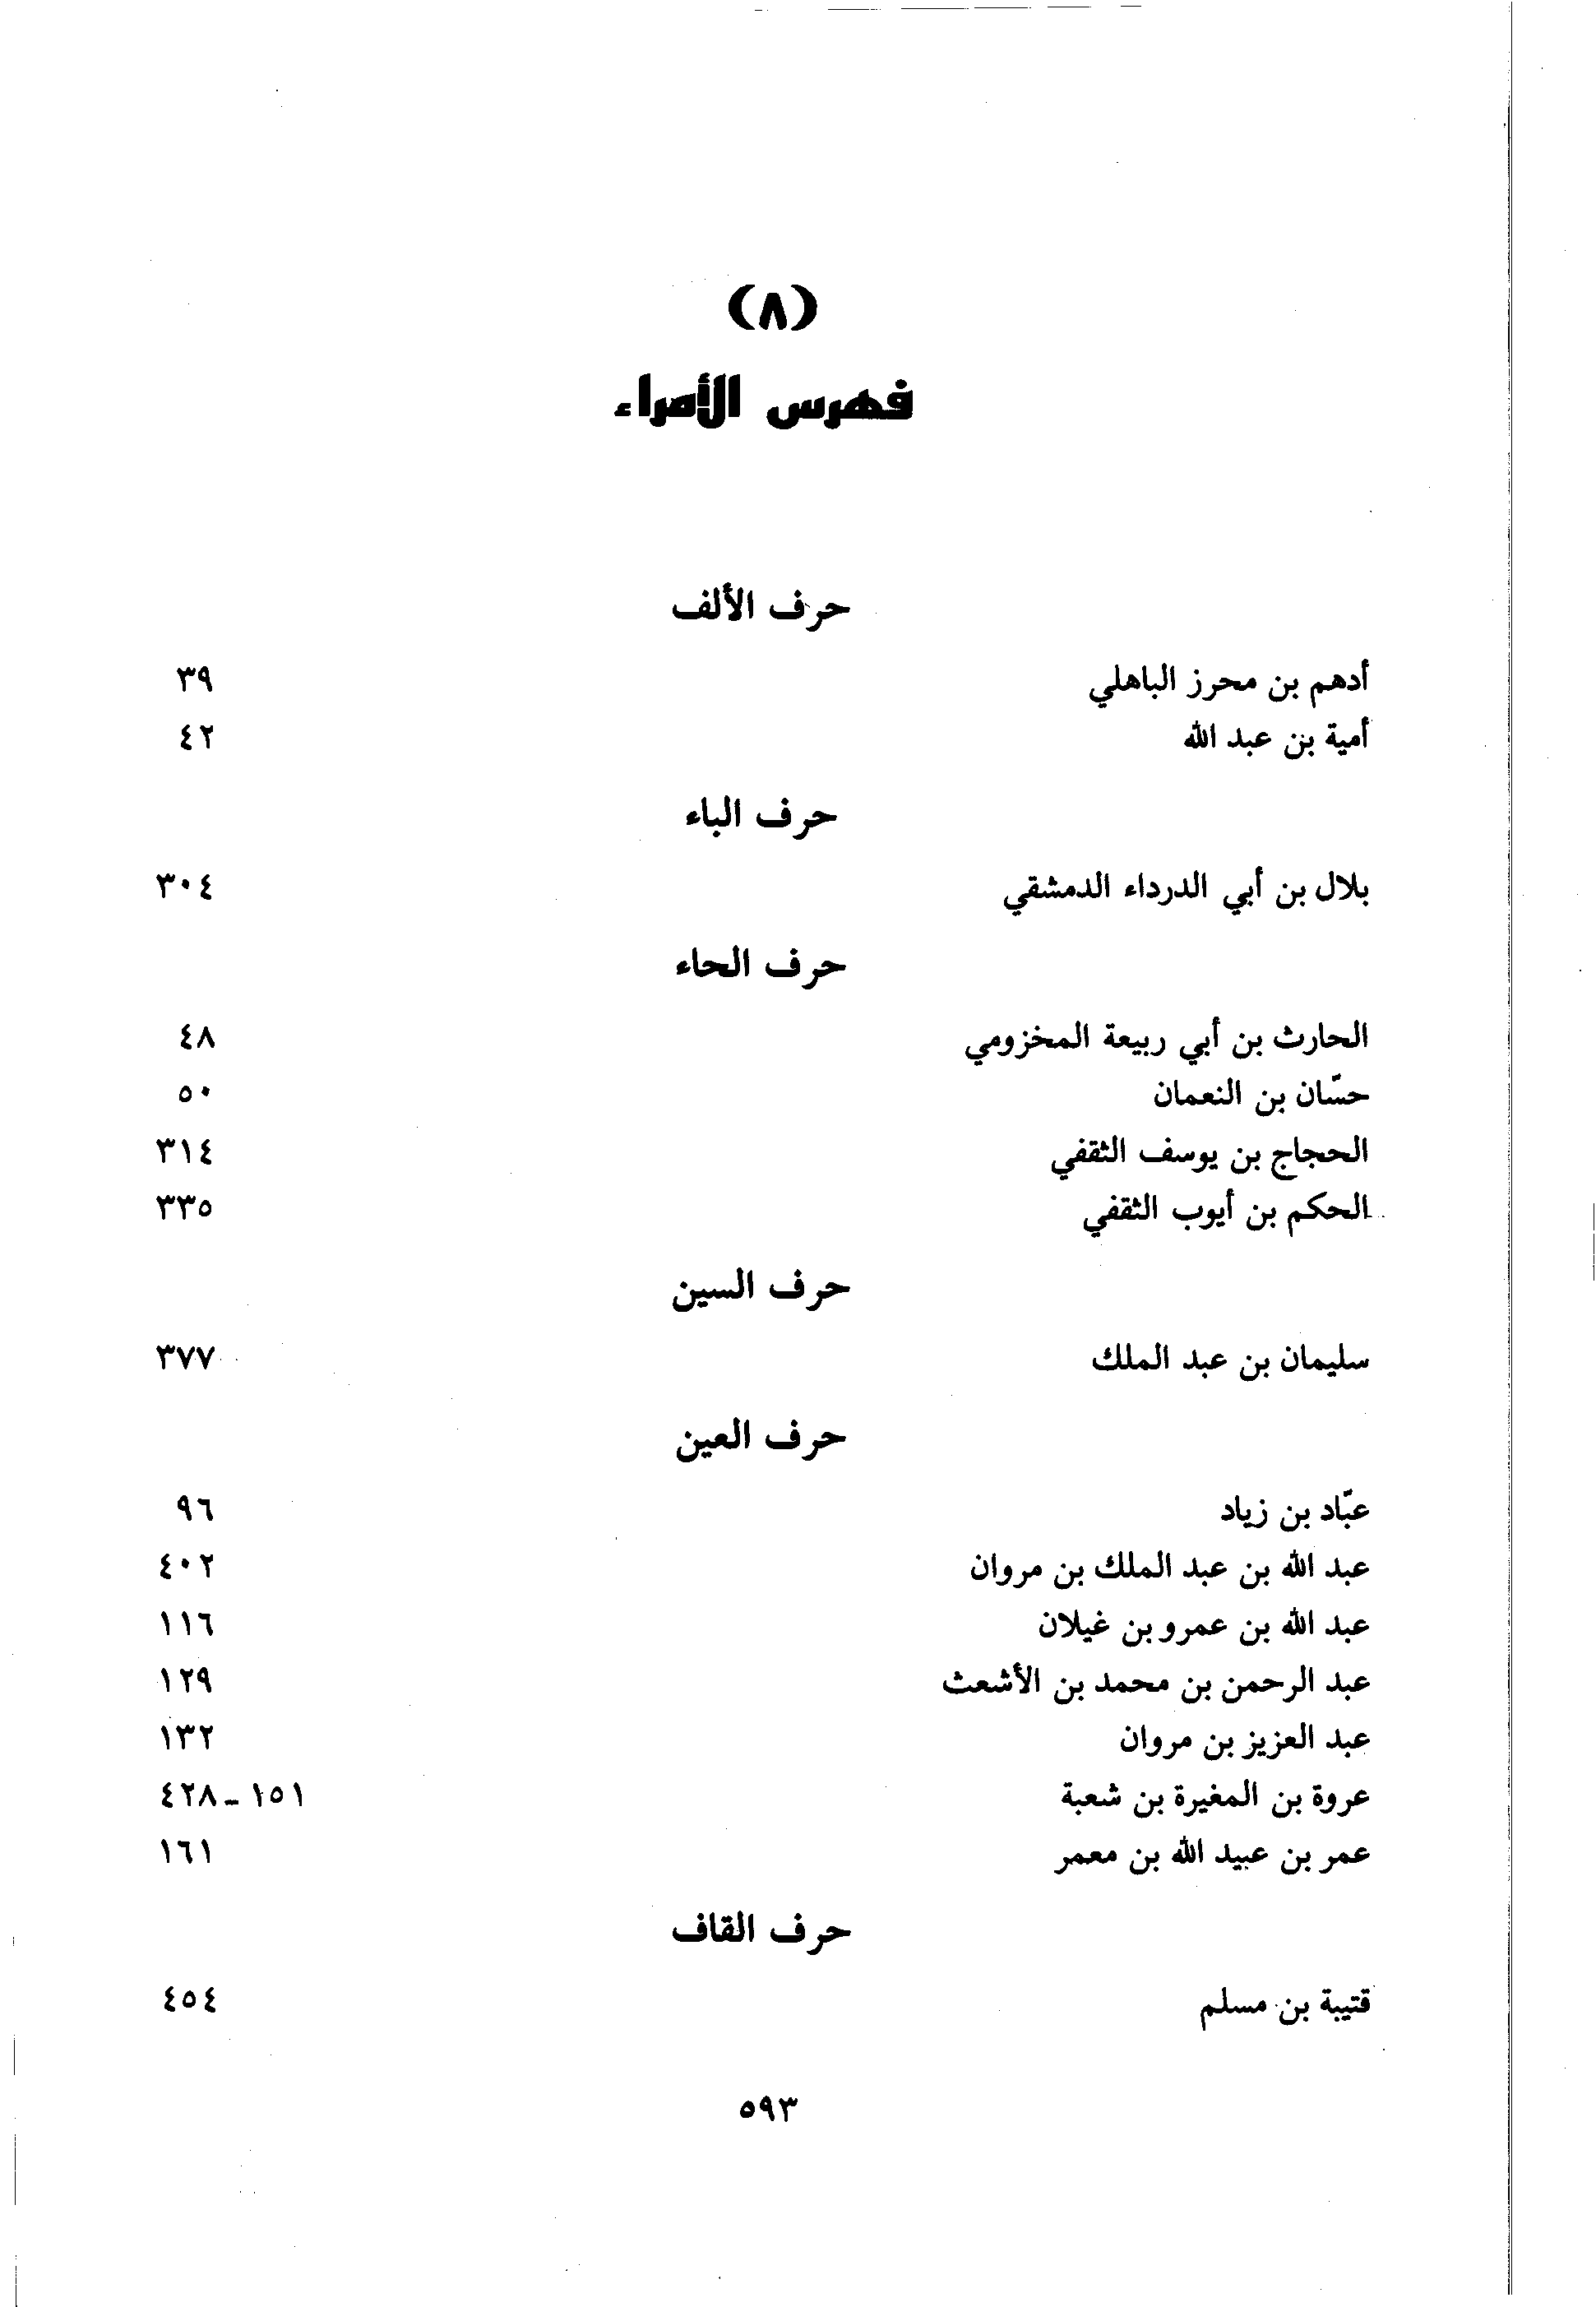 (٨)
فهرس الأمراء
حرف الألف
أدهم بن محرز الباهلي ٣٩
أمية بن عبد الله ٤٢
حرف الباء
بلال بن أبي الدرداء الدمشقي ٣٠٤
حرف الحاء
الحارث بن أبي ربيعة المخزومي ٤٨
حسّان بن النعمان ٥٠
الحجاج بن يوسف الثقفي ٣١٤
الحكم بن أيوب الثقفي ٣٣٥
حرف السين
سليمان بن عبد الملك ٣٧٧
حرف العين
عبّاد بن زياد ٩٦
عبد الله بن عبد الملك بن مروان ٤٠٢
عبد الله بن عمرو بن غيلان ١١٦
عبد الرحمن بن محمد بن الأشعث ١٢٩
عبد العزيز بن مروان ١٣٢
عروة بن المغيرة بن شعبة ١٥١ - ٤٢٨
عمر بن عبيد الله بن معمر ١٦١
حرف القاف
قتيبة بن مسلم ٤٥٤
٥٩٣